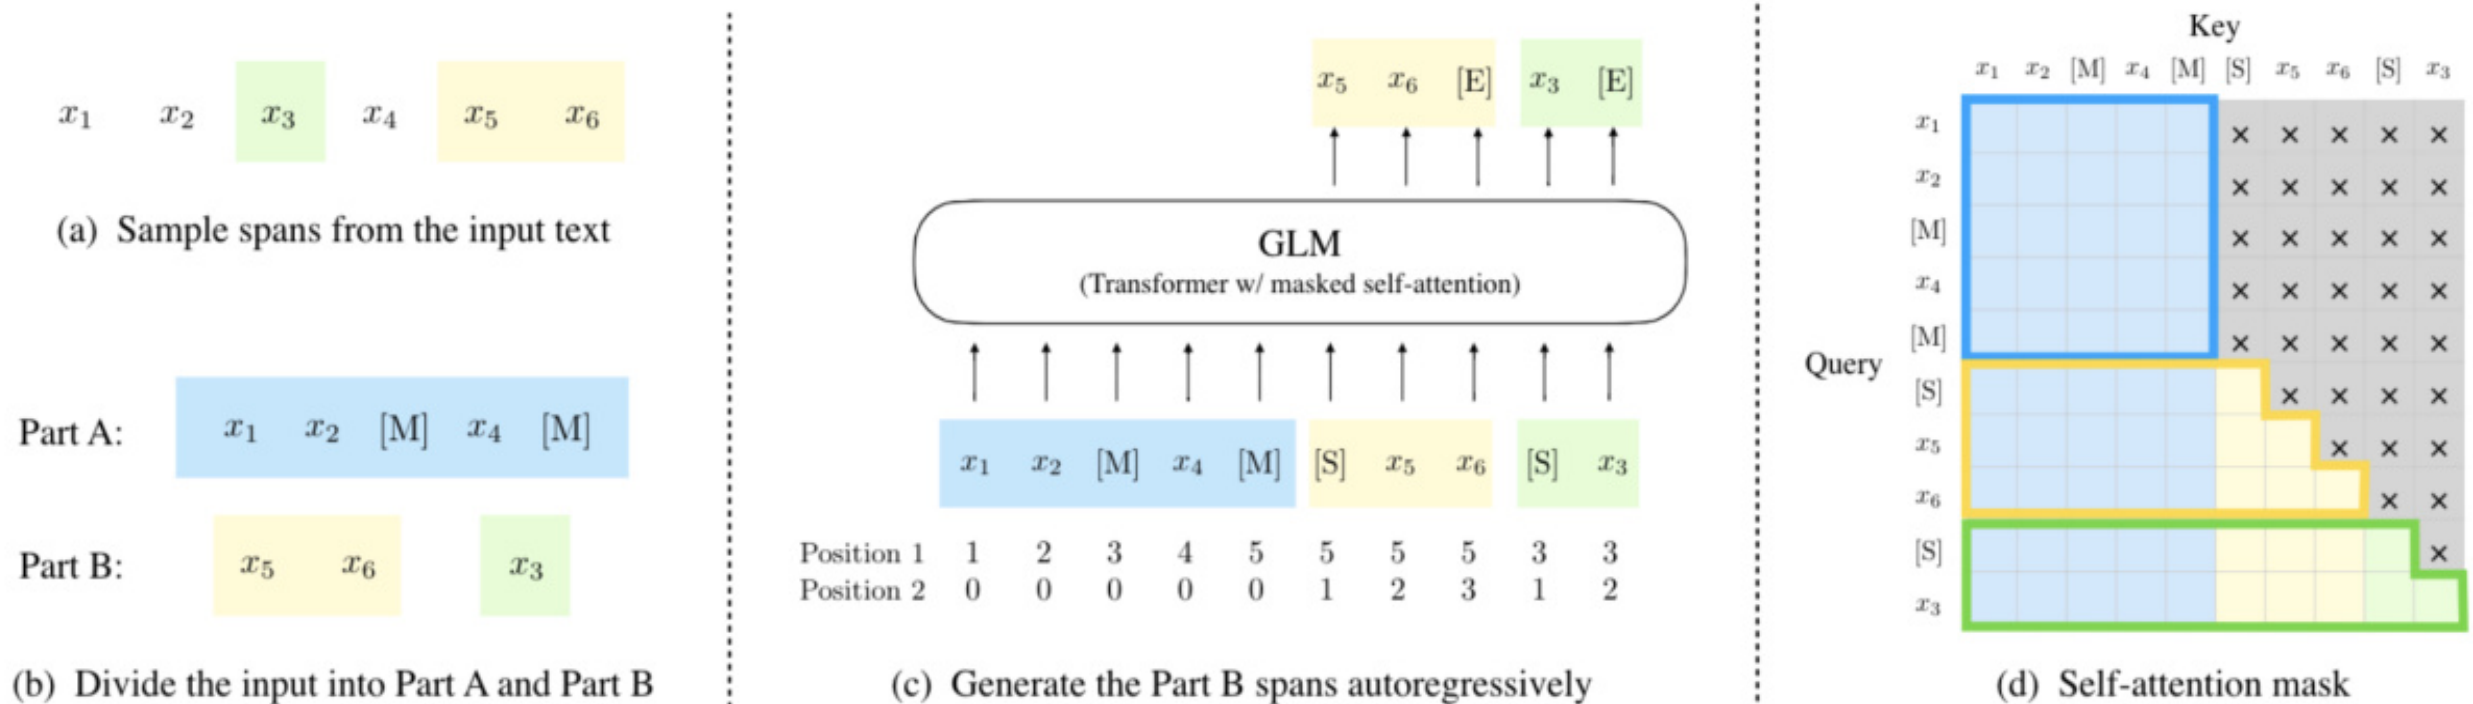 x₁ x₂ x₃ x₄ x₅ x₆
(a) Sample spans from the input text
Part A: x₁ x₂ [M] x₄ [M]
Part B: x₅ x₆ x₃
(b) Divide the input into Part A and Part B
x₅ x₆ [E] x₃ [E]
GLM
(Transformer w/ masked self-attention)
x₁ x₂ [M] x₄ [M] [S] x₅ x₆ [S] x₃
Position 1 1 2 3 4 5 5 5 5 3 3
Position 2 0 0 0 0 0 1 2 3 1 2
(c) Generate the Part B spans autoregressively
Key
x₁ x₂ [M] x₄ [M] [S] x₅ x₆ [S] x₃
x₁ × × × × ×
x₂ × × × × ×
[M] × × × × ×
x₄ × × × × ×
[M] × × × × ×
Query
[S] × × × ×
x₅ × × ×
x₆ × ×
[S] ×
x₃
(d) Self-attention mask